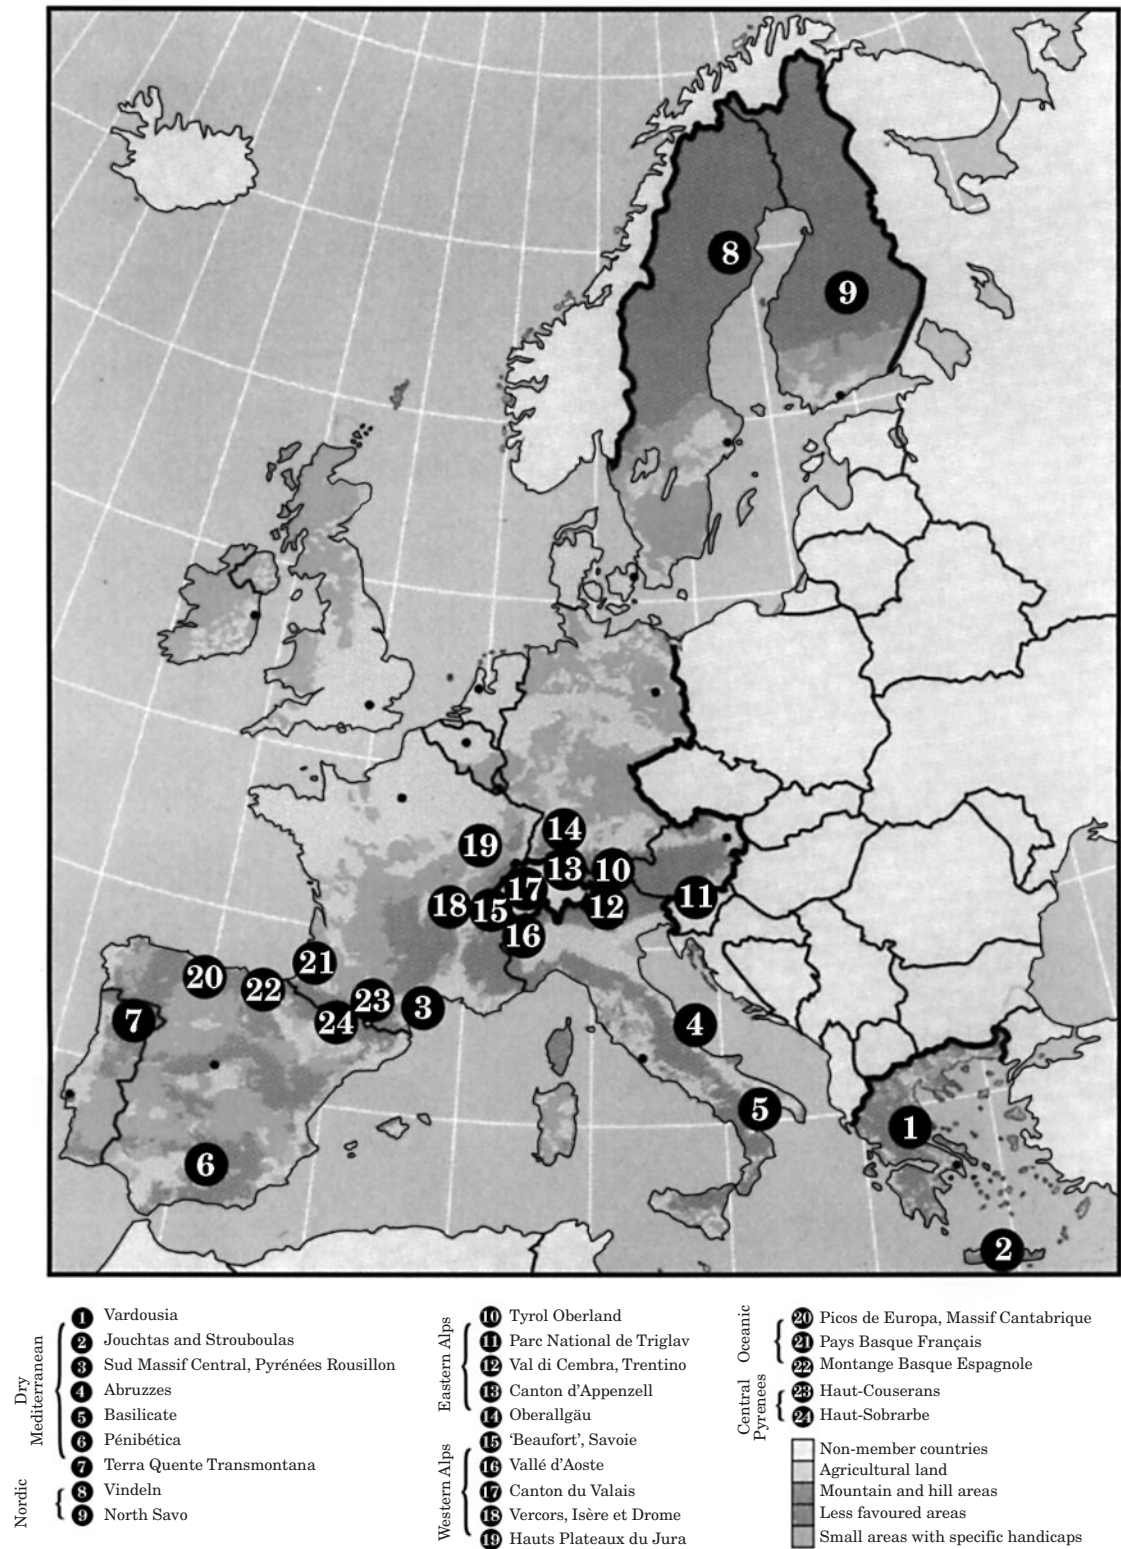 8
9
14
19
13
10
17
18
15
12
11
16
21
20
22
23
7
3
24
4
5
1
6
2
Dry
Mediterranean
1 Vardousia
2 Jouchtas and Strouboulas
3 Sud Massif Central, Pyrénées Rousillon
4 Abruzzes
5 Basilicate
6 Pénibética
7 Terra Quente Transmontana
Nordic
8 Vindeln
9 North Savo
Eastern Alps
10 Tyrol Oberland
11 Parc National de Triglav
12 Val di Cembra, Trentino
13 Canton d'Appenzell
14 Oberallgäu
Western Alps
15 'Beaufort', Savoie
16 Vallé d'Aoste
17 Canton du Valais
18 Vercors, Isère et Drome
19 Hauts Plateaux du Jura
Oceanic
20 Picos de Europa, Massif Cantabrique
21 Pays Basque Français
22 Montange Basque Espagnole
Central
Pyrenees
23 Haut-Couserans
24 Haut-Sobrarbe
Non-member countries
Agricultural land
Mountain and hill areas
Less favoured areas
Small areas with specific handicaps